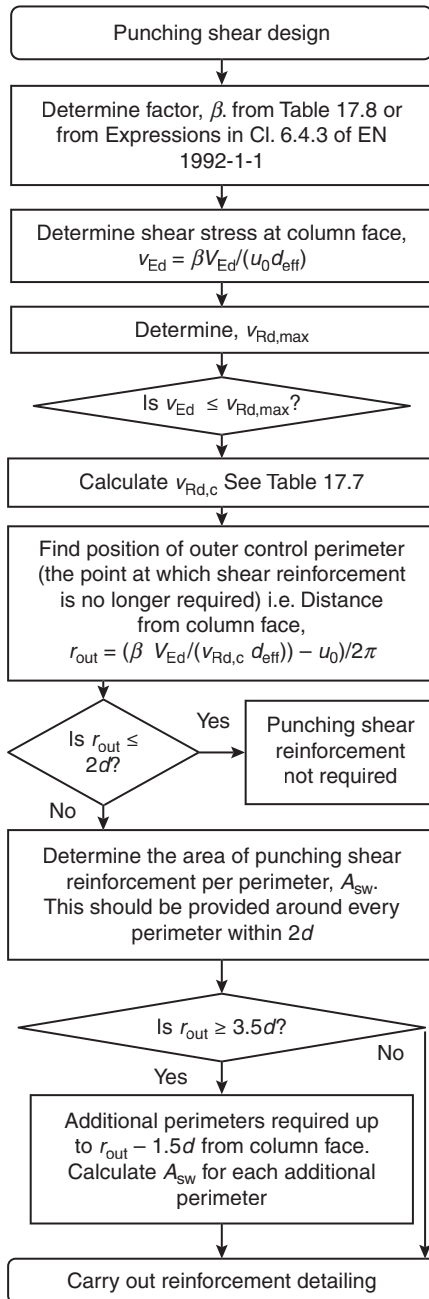 Punching shear design
Determine factor, β. from Table 17.8 or
from Expressions in Cl. 6.4.3 of EN
1992-1-1
Determine shear stress at column face,
vEd = βVEd/(u0deff)
Determine, vRd,max
Is vEd ≤ vRd,max?
Calculate vRd,c See Table 17.7
Find position of outer control perimeter
(the point at which shear reinforcement
is no longer required) i.e. Distance
from column face,
rout = (β VEd/(vRd,c deff)) – u0)/2π
Is rout ≤
2d?
Yes
Punching shear
reinforcement
not required
No
Determine the area of punching shear
reinforcement per perimeter, Asw.
This should be provided around every
perimeter within 2d
Is rout ≥ 3.5d?
No
Yes
Additional perimeters required up
to rout – 1.5d from column face.
Calculate Asw for each additional
perimeter
Carry out reinforcement detailing